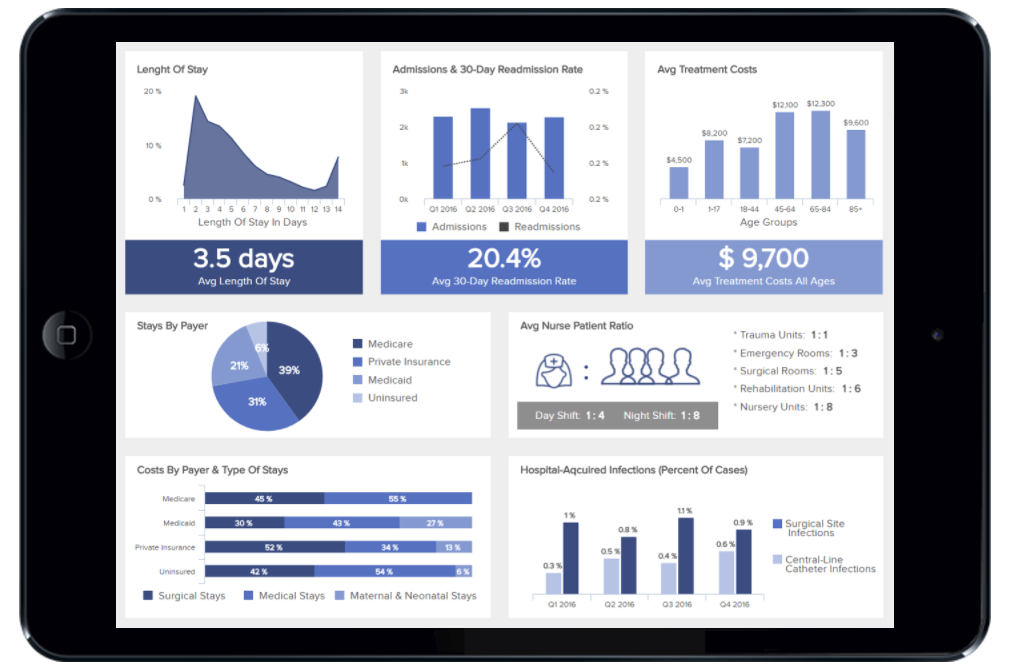 Lenght Of Stay
20 %
10 %
0 %
1 2 3 4 5 6 7 8 9 10 11 12 13 14
Length Of Stay In Days
3.5 days
Avg Length Of Stay
Admissions & 30-Day Readmission Rate
3k
2k
1k
0k
0.2 %
0.2 %
0.2 %
0.2 %
Q1 2016 Q2 2016 Q3 2016 Q4 2016
Admissions Readmissions
20.4%
Avg 30-Day Readmission Rate
Avg Treatment Costs
$4,500 $8,200 $7,200 $12,100 $12,300 $9,600
0-1 1-17 18-44 45-64 65-84 85+
Age Groups
$ 9,700
Avg Treatment Costs All Ages
Stays By Payer
39%
31%
21%
6%
Medicare
Private Insurance
Medicaid
Uninsured
Avg Nurse Patient Ratio
:
Day Shift: 1 : 4 Night Shift: 1 : 8
* Trauma Units: 1 : 1
* Emergency Rooms: 1 : 3
* Surgical Rooms: 1 : 5
* Rehabilitation Units: 1 : 6
* Nursery Units: 1 : 8
Costs By Payer & Type Of Stays
Medicare 45 % 55 %
Medicaid 30 % 43 % 27 %
Private Insurance 52 % 34 % 13 %
Uninsured 42 % 54 % 6 %
Surgical Stays Medical Stays Maternal & Neonatal Stays
Hospital-Aqcuired Infections (Percent Of Cases)
0.3 % 1 % 0.5 % 0.8 % 0.4 % 1.1 % 0.6 % 0.9 %
Q1 2016 Q2 2016 Q3 2016 Q4 2016
Surgical Site
Infections
Central-Line
Catheter Infections